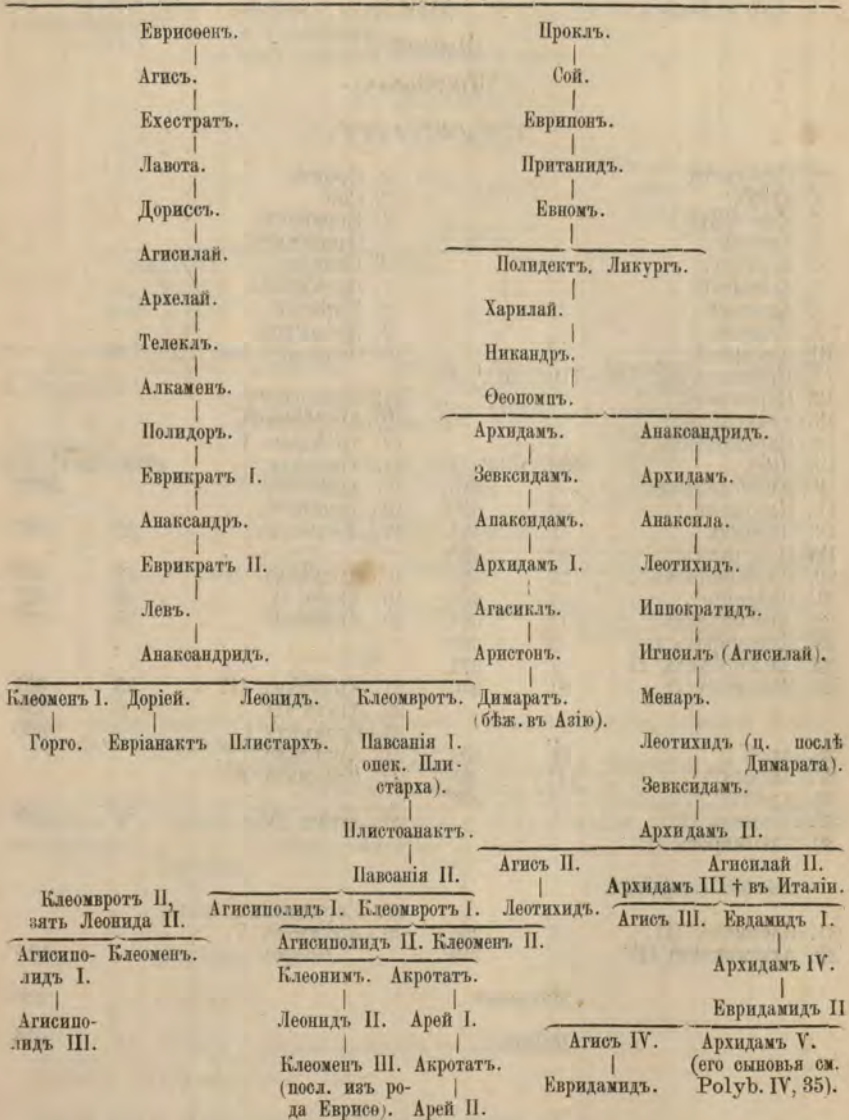 Еврисѳенъ. Проклъ.
Агисъ. Сой.
Ехестратъ. Еврипонъ.
Лавота. Пританидъ.
Дориссъ. Евномъ.
Агисилай. Полидектъ. Ликургъ.
Архелай. Харилай.
Телеклъ. Никандръ.
Алкаменъ. Ѳеопомпъ.
Полидоръ. Архидамъ. Анаксандридъ.
Еврикратъ I. Зевксидамъ. Архидамъ.
Анаксандръ. Анаксидамъ. Анаксила.
Еврикратъ II. Архидамъ I. Леотихидъ.
Левъ. Агасиклъ. Иппократидъ.
Анаксандридъ. Аристонъ. Игисилъ (Агисилай).
Клеоменъ I. Доріей. Леонидъ. Клеомвротъ. Димаратъ. Менаръ.
(бѣж. въ Азію).
Горго. Евріанактъ Плистархъ. Павсанія I. Леотихидъ (ц. послѣ
опек. Пли- Димарата).
старха). Зевксидамъ.
Плистоанактъ. Архидамъ II.
Павсанія II. Агисъ II. Агисилай II.
Архидамъ III † въ Италіи.
Клеомвротъ II, Агисиполидъ I. Клеомвротъ I. Леотихидъ.
зять Леонида II. Агисъ III. Евдамидъ I.
Агисиполидъ II. Клеоменъ II.
Агисипо- Клеоменъ. Архидамъ IV.
лидъ I. Клеонимъ. Акротатъ.
Евридамидъ II
Агисипо- Леонидъ II. Арей I.
лидъ III. Агисъ IV. Архидамъ V.
Клеоменъ III. Акротатъ. (его сыновья см.
(посл. изъ ро- Евридамидъ. Polyb. IV, 35).
да Еврисѳ). Арей II.